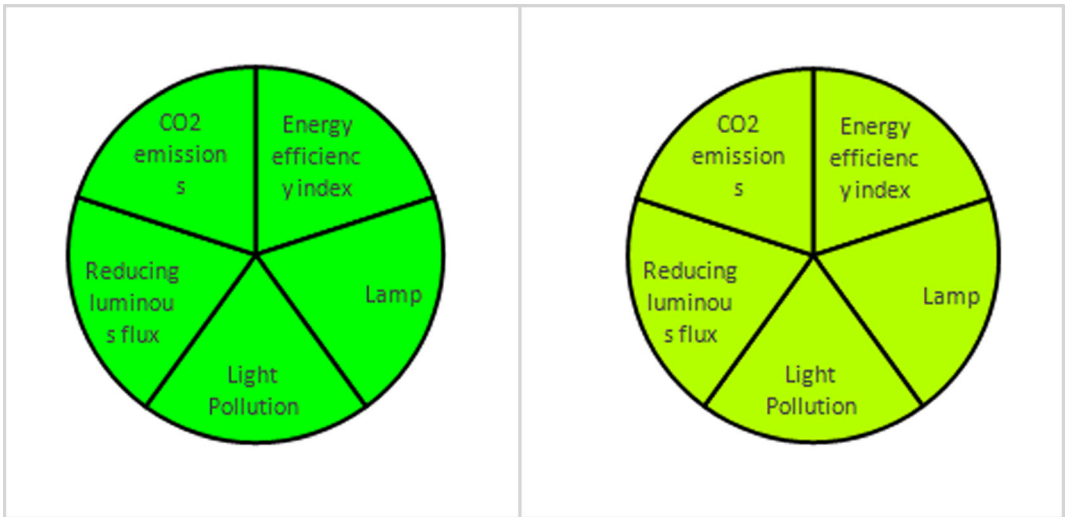 CO2
emission
s
Energy
efficienc
y index
Reducing
luminou
s flux
Lamp
Light
Pollution
CO2
emission
s
Energy
efficienc
y index
Reducing
luminou
s flux
Lamp
Light
Pollution